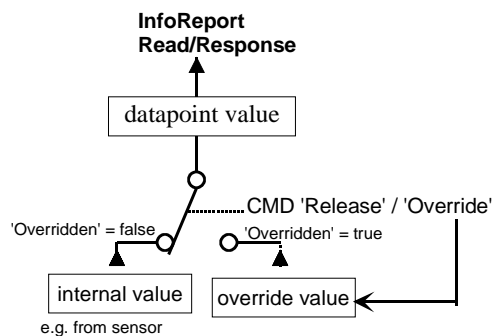 InfoReport
Read/Response
datapoint value
CMD 'Release' / 'Override'
'Overridden' = false
'Overridden' = true
internal value
override value
e.g. from sensor